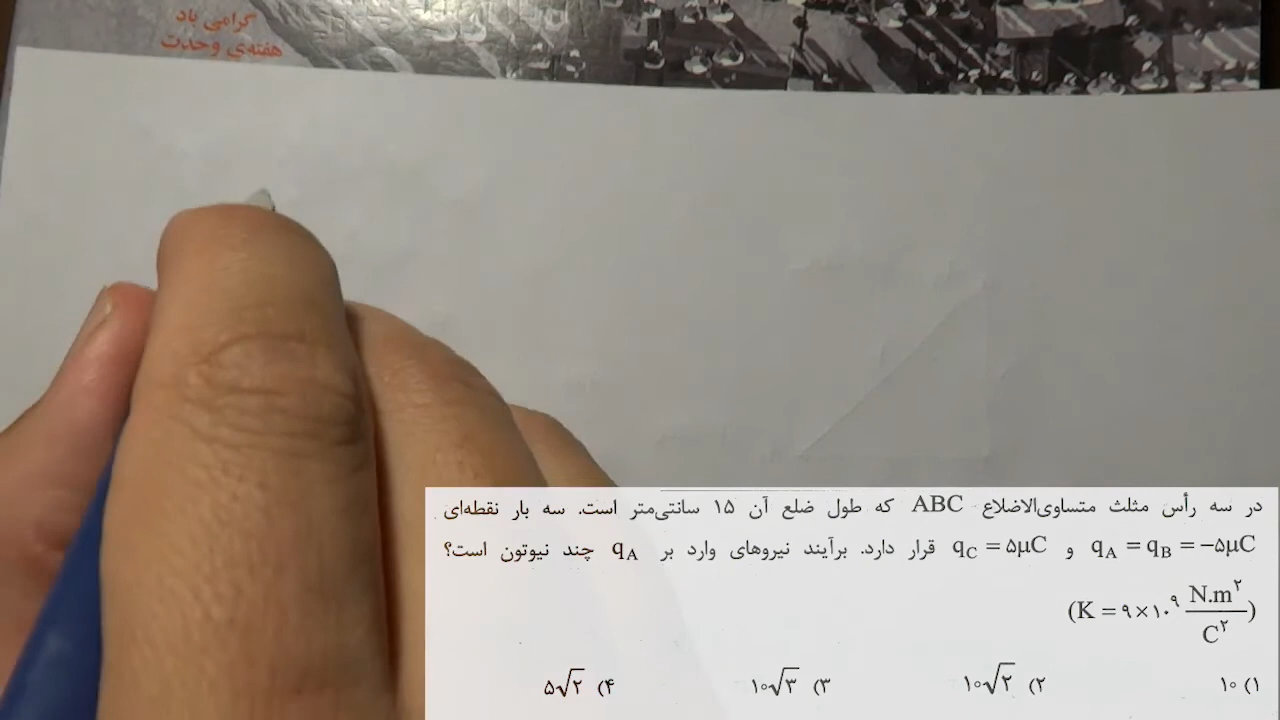 گرامی باد
هفته‌ی وحدت
در سه رأس مثلث متساوی‌الاضلاع ABC که طول ضلع آن ۱۵ سانتی‌متر است. سه بار نقطه‌ای
qA = qB = −۵μC و qC = ۵μC قرار دارد. برآیند نیروهای وارد بر qA چند نیوتون است؟
(K = ۹×۱۰^۹ N.m^۲/C^۲)
۱) ۱۰ ۲) ۱۰√۲ ۳) ۱۰√۳ ۴) ۵√۲